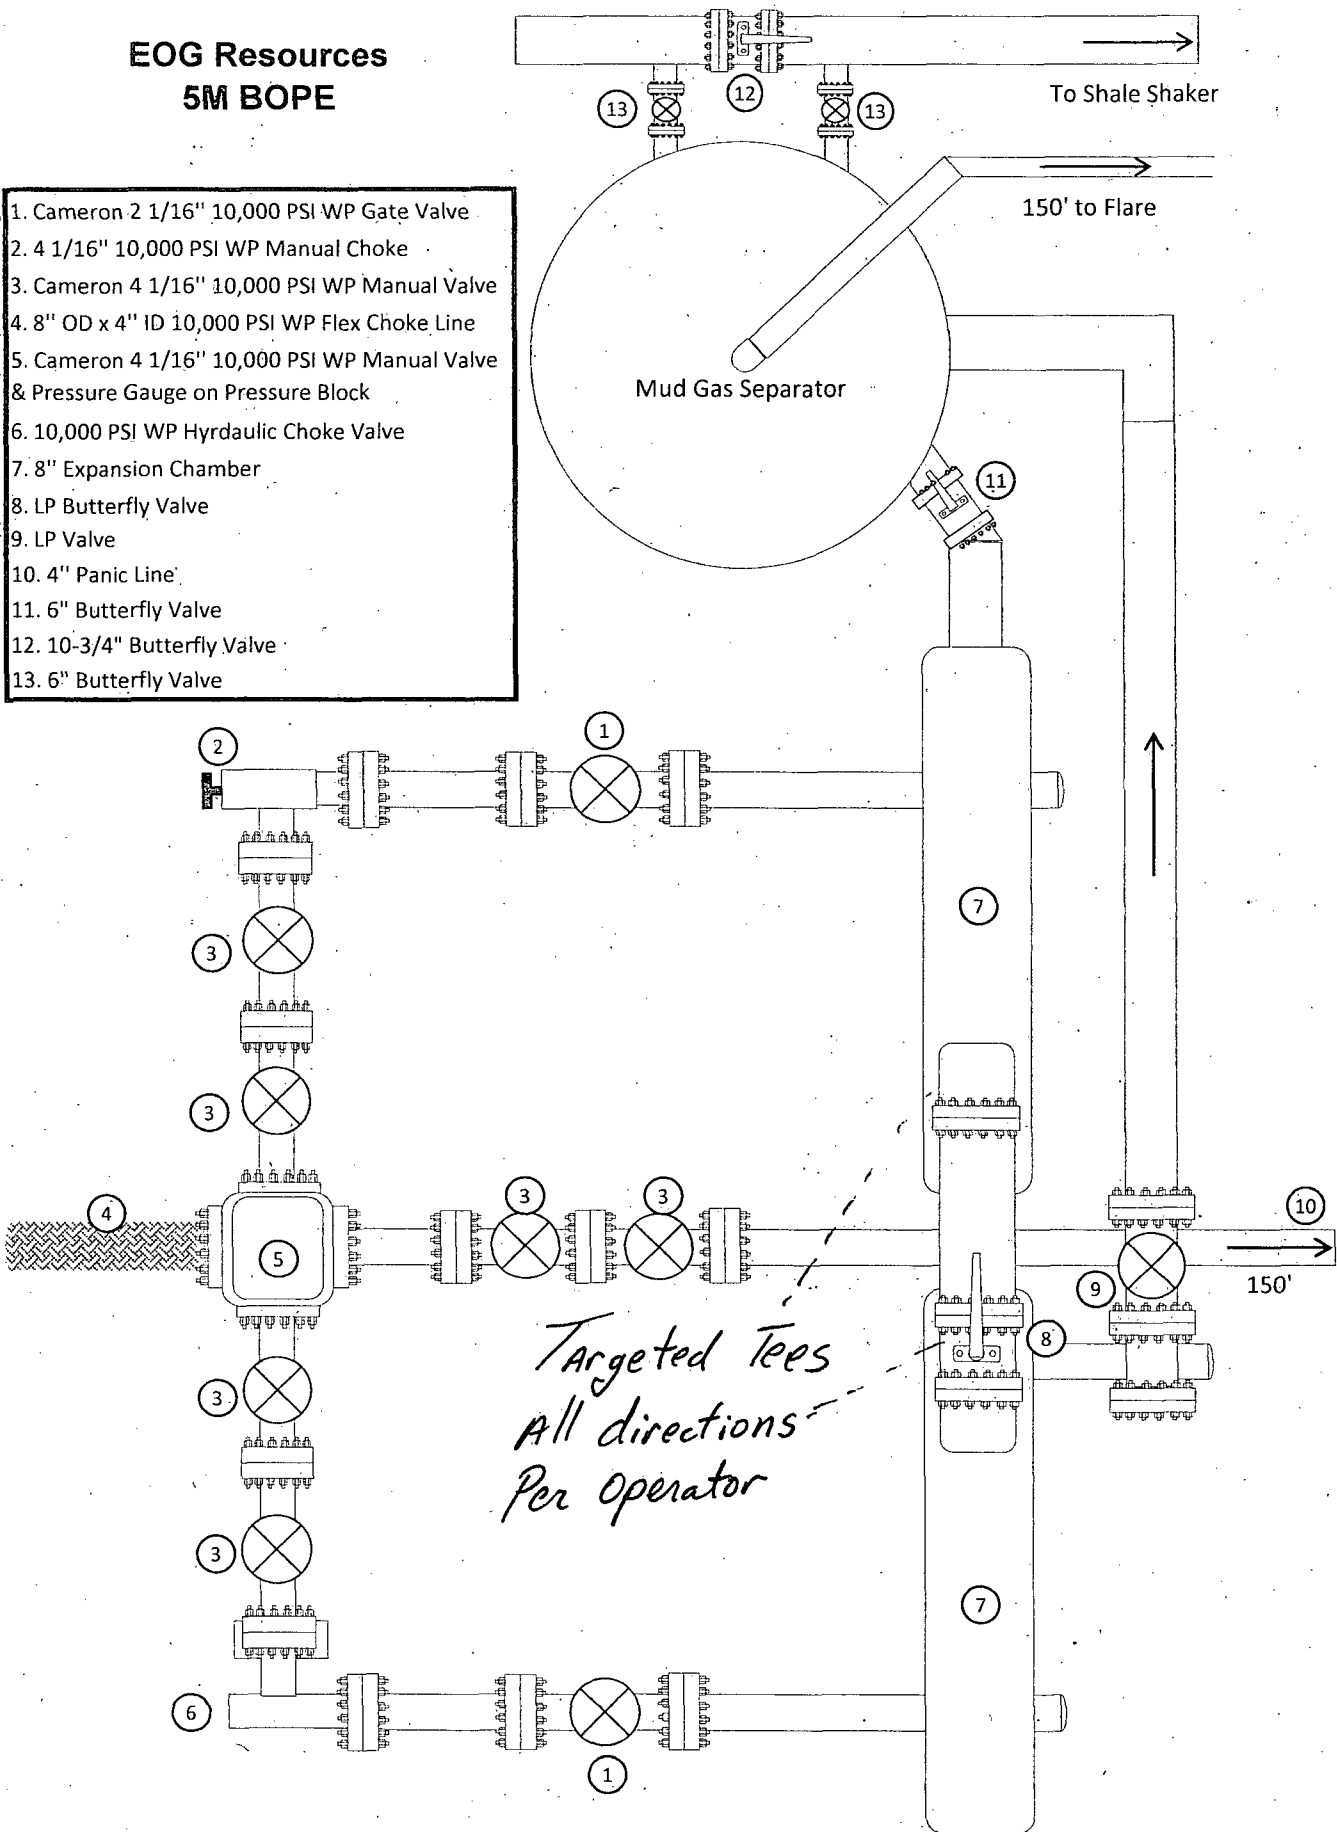 EOG Resources
5M BOPE
To Shale Shaker
13
12
13
150' to Flare
1. Cameron 2 1/16" 10,000 PSI WP Gate Valve
2. 4 1/16" 10,000 PSI WP Manual Choke
3. Cameron 4 1/16" 10,000 PSI WP Manual Valve
4. 8" OD x 4" ID 10,000 PSI WP Flex Choke Line
5. Cameron 4 1/16" 10,000 PSI WP Manual Valve
& Pressure Gauge on Pressure Block
6. 10,000 PSI WP Hyrdaulic Choke Valve
7. 8" Expansion Chamber
8. LP Butterfly Valve
9. LP Valve
10. 4" Panic Line
11. 6" Butterfly Valve
12. 10-3/4" Butterfly Valve
13. 6" Butterfly Valve
Mud Gas Separator
11
2
1
7
3
3
4
3
3
10
5
9
150'
8
Targeted Tees
All directions
Per Operator
3
3
7
6
1